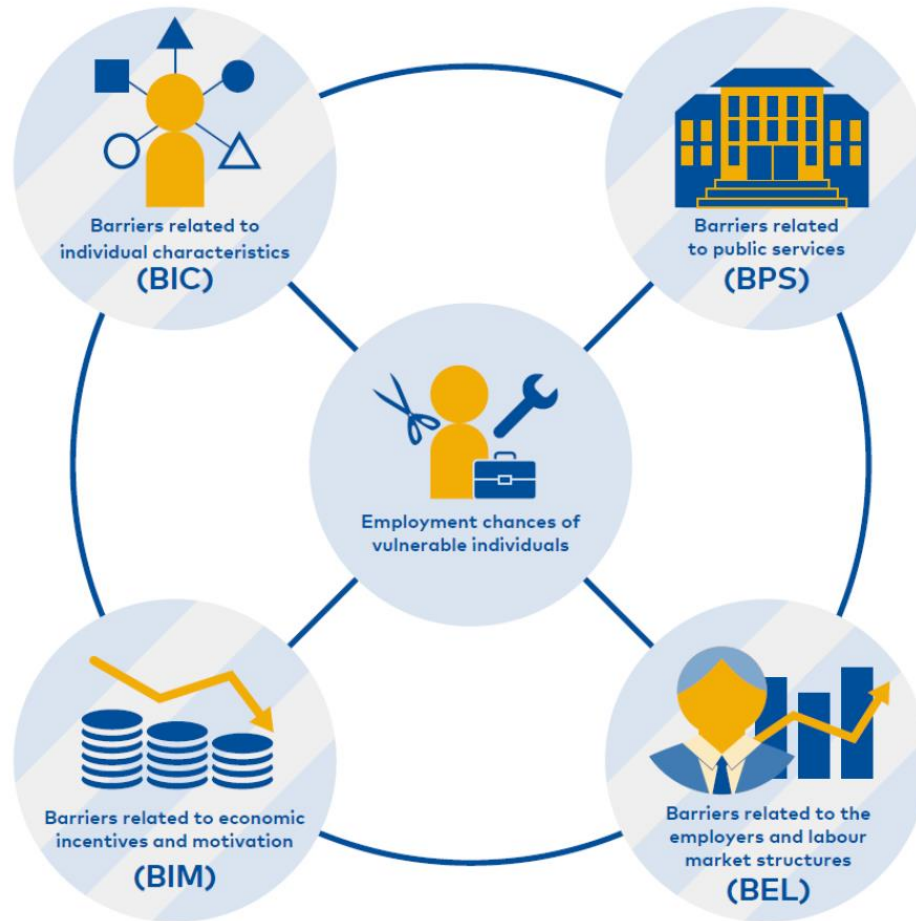 Barriers related to
individual characteristics
(BIC)
Barriers related
to public services
(BPS)
Employment chances of
vulnerable individuals
Barriers related to economic
incentives and motivation
(BIM)
Barriers related to the
employers and labour
market structures
(BEL)